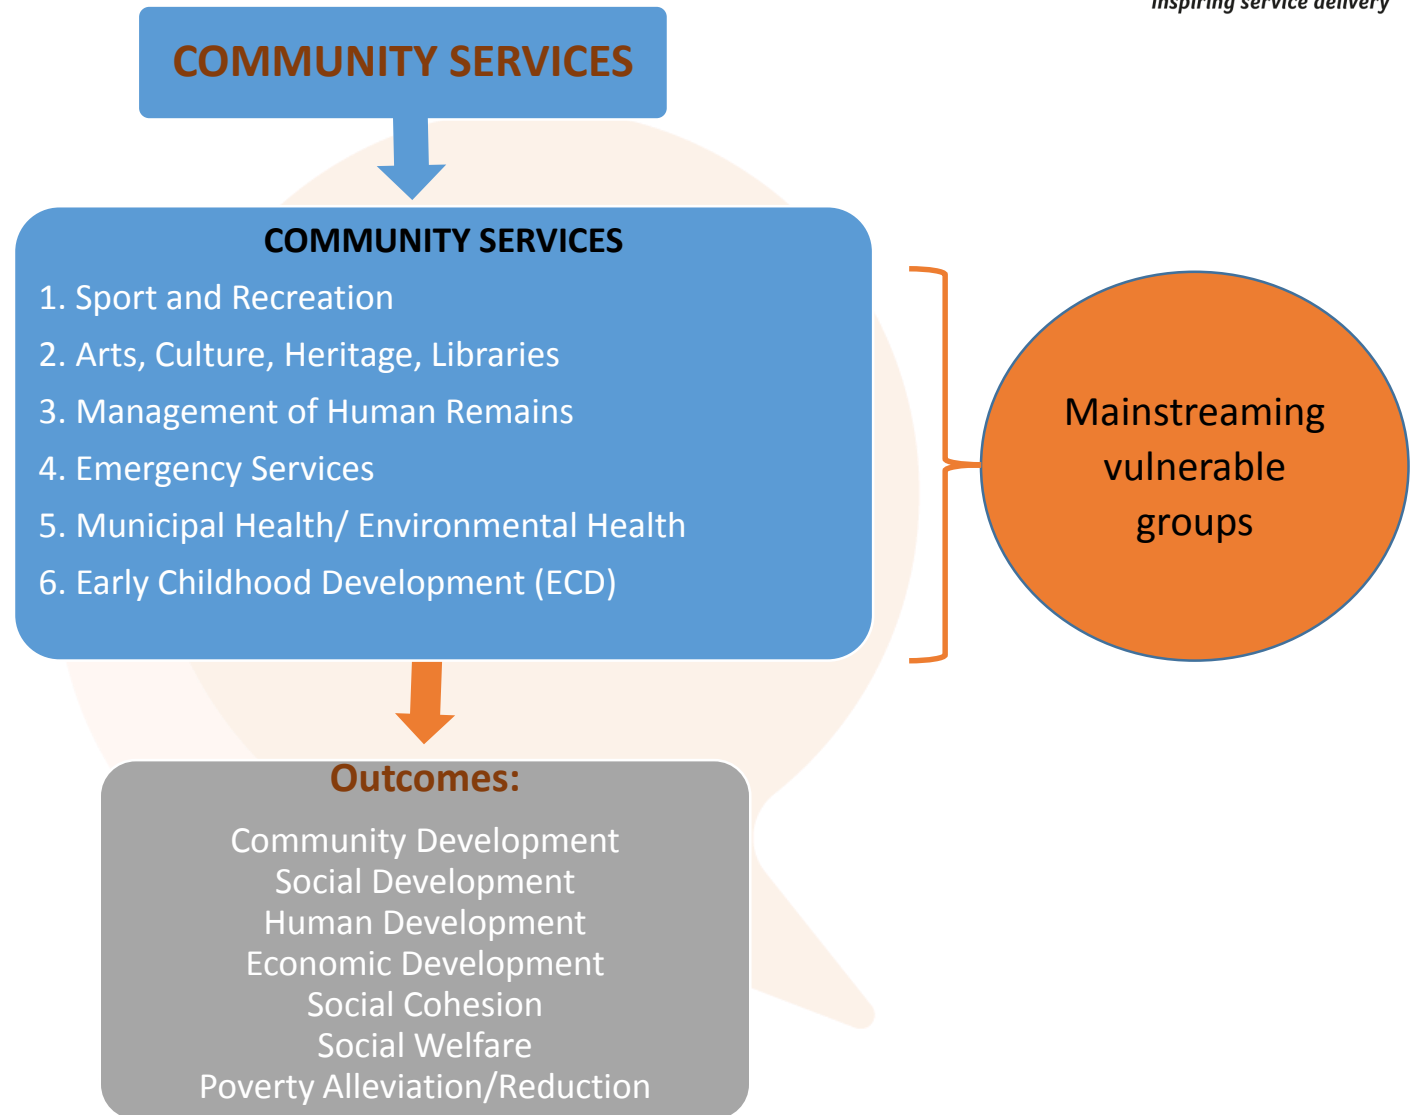 inspiring service delivery
COMMUNITY SERVICES
COMMUNITY SERVICES
1. Sport and Recreation
2. Arts, Culture, Heritage, Libraries
3. Management of Human Remains
4. Emergency Services
5. Municipal Health/ Environmental Health
6. Early Childhood Development (ECD)
Mainstreaming
vulnerable
groups
Outcomes:
Community Development
Social Development
Human Development
Economic Development
Social Cohesion
Social Welfare
Poverty Alleviation/Reduction